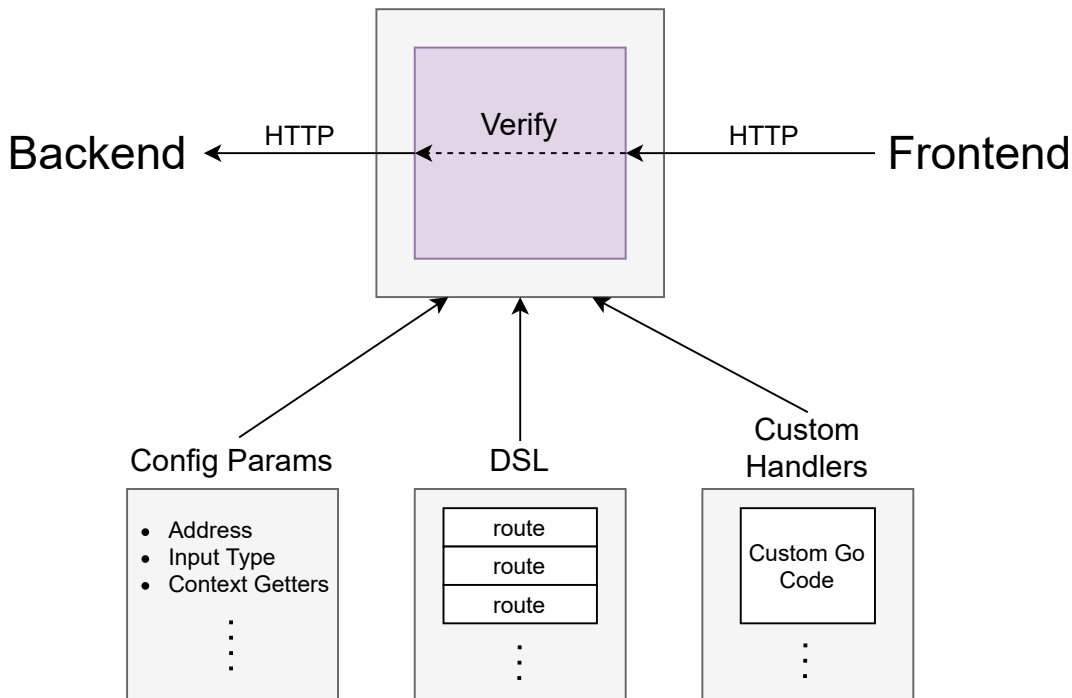 Verify
Backend
HTTP
HTTP
Frontend
Config Params
DSL
Custom
Handlers
• Address
• Input Type
• Context Getters
route
route
route
Custom Go
Code